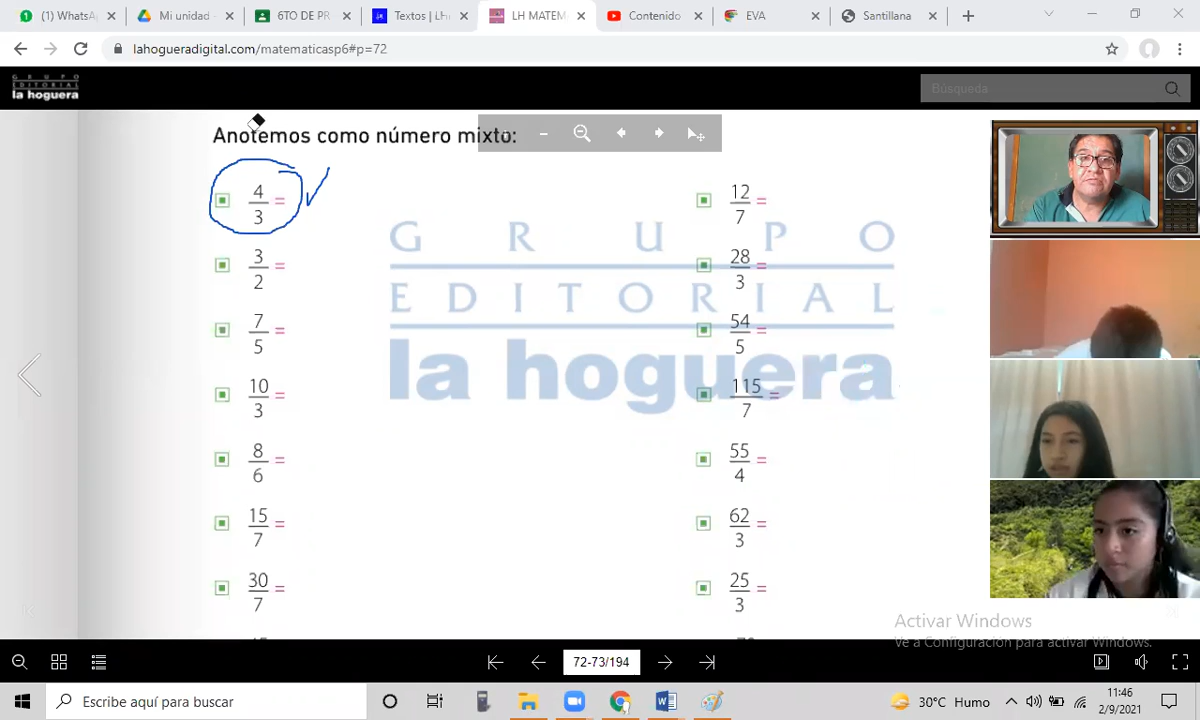 (1) WhatsA
Mi unidad -
6TO DE PR
Textos | LH
LH MATEM
Contenido
EVA
Santillana
lahogueradigital.com/matematicasp6#p=72
GRUPO
EDITORIAL
la hoguera
Búsqueda
Anotemos como número mixto:
4/3 =
3/2 =
7/5 =
10/3 =
8/6 =
15/7 =
30/7 =
12/7 =
28/3 =
54/5 =
115/7 =
55/4 =
62/3 =
25/3 =
GRUPO
EDITORIAL
la hoguera
Activar Windows
Ve a Configuración para activar Windows.
72-73/194
Escribe aquí para buscar
30°C Humo
11:46
2/9/2021